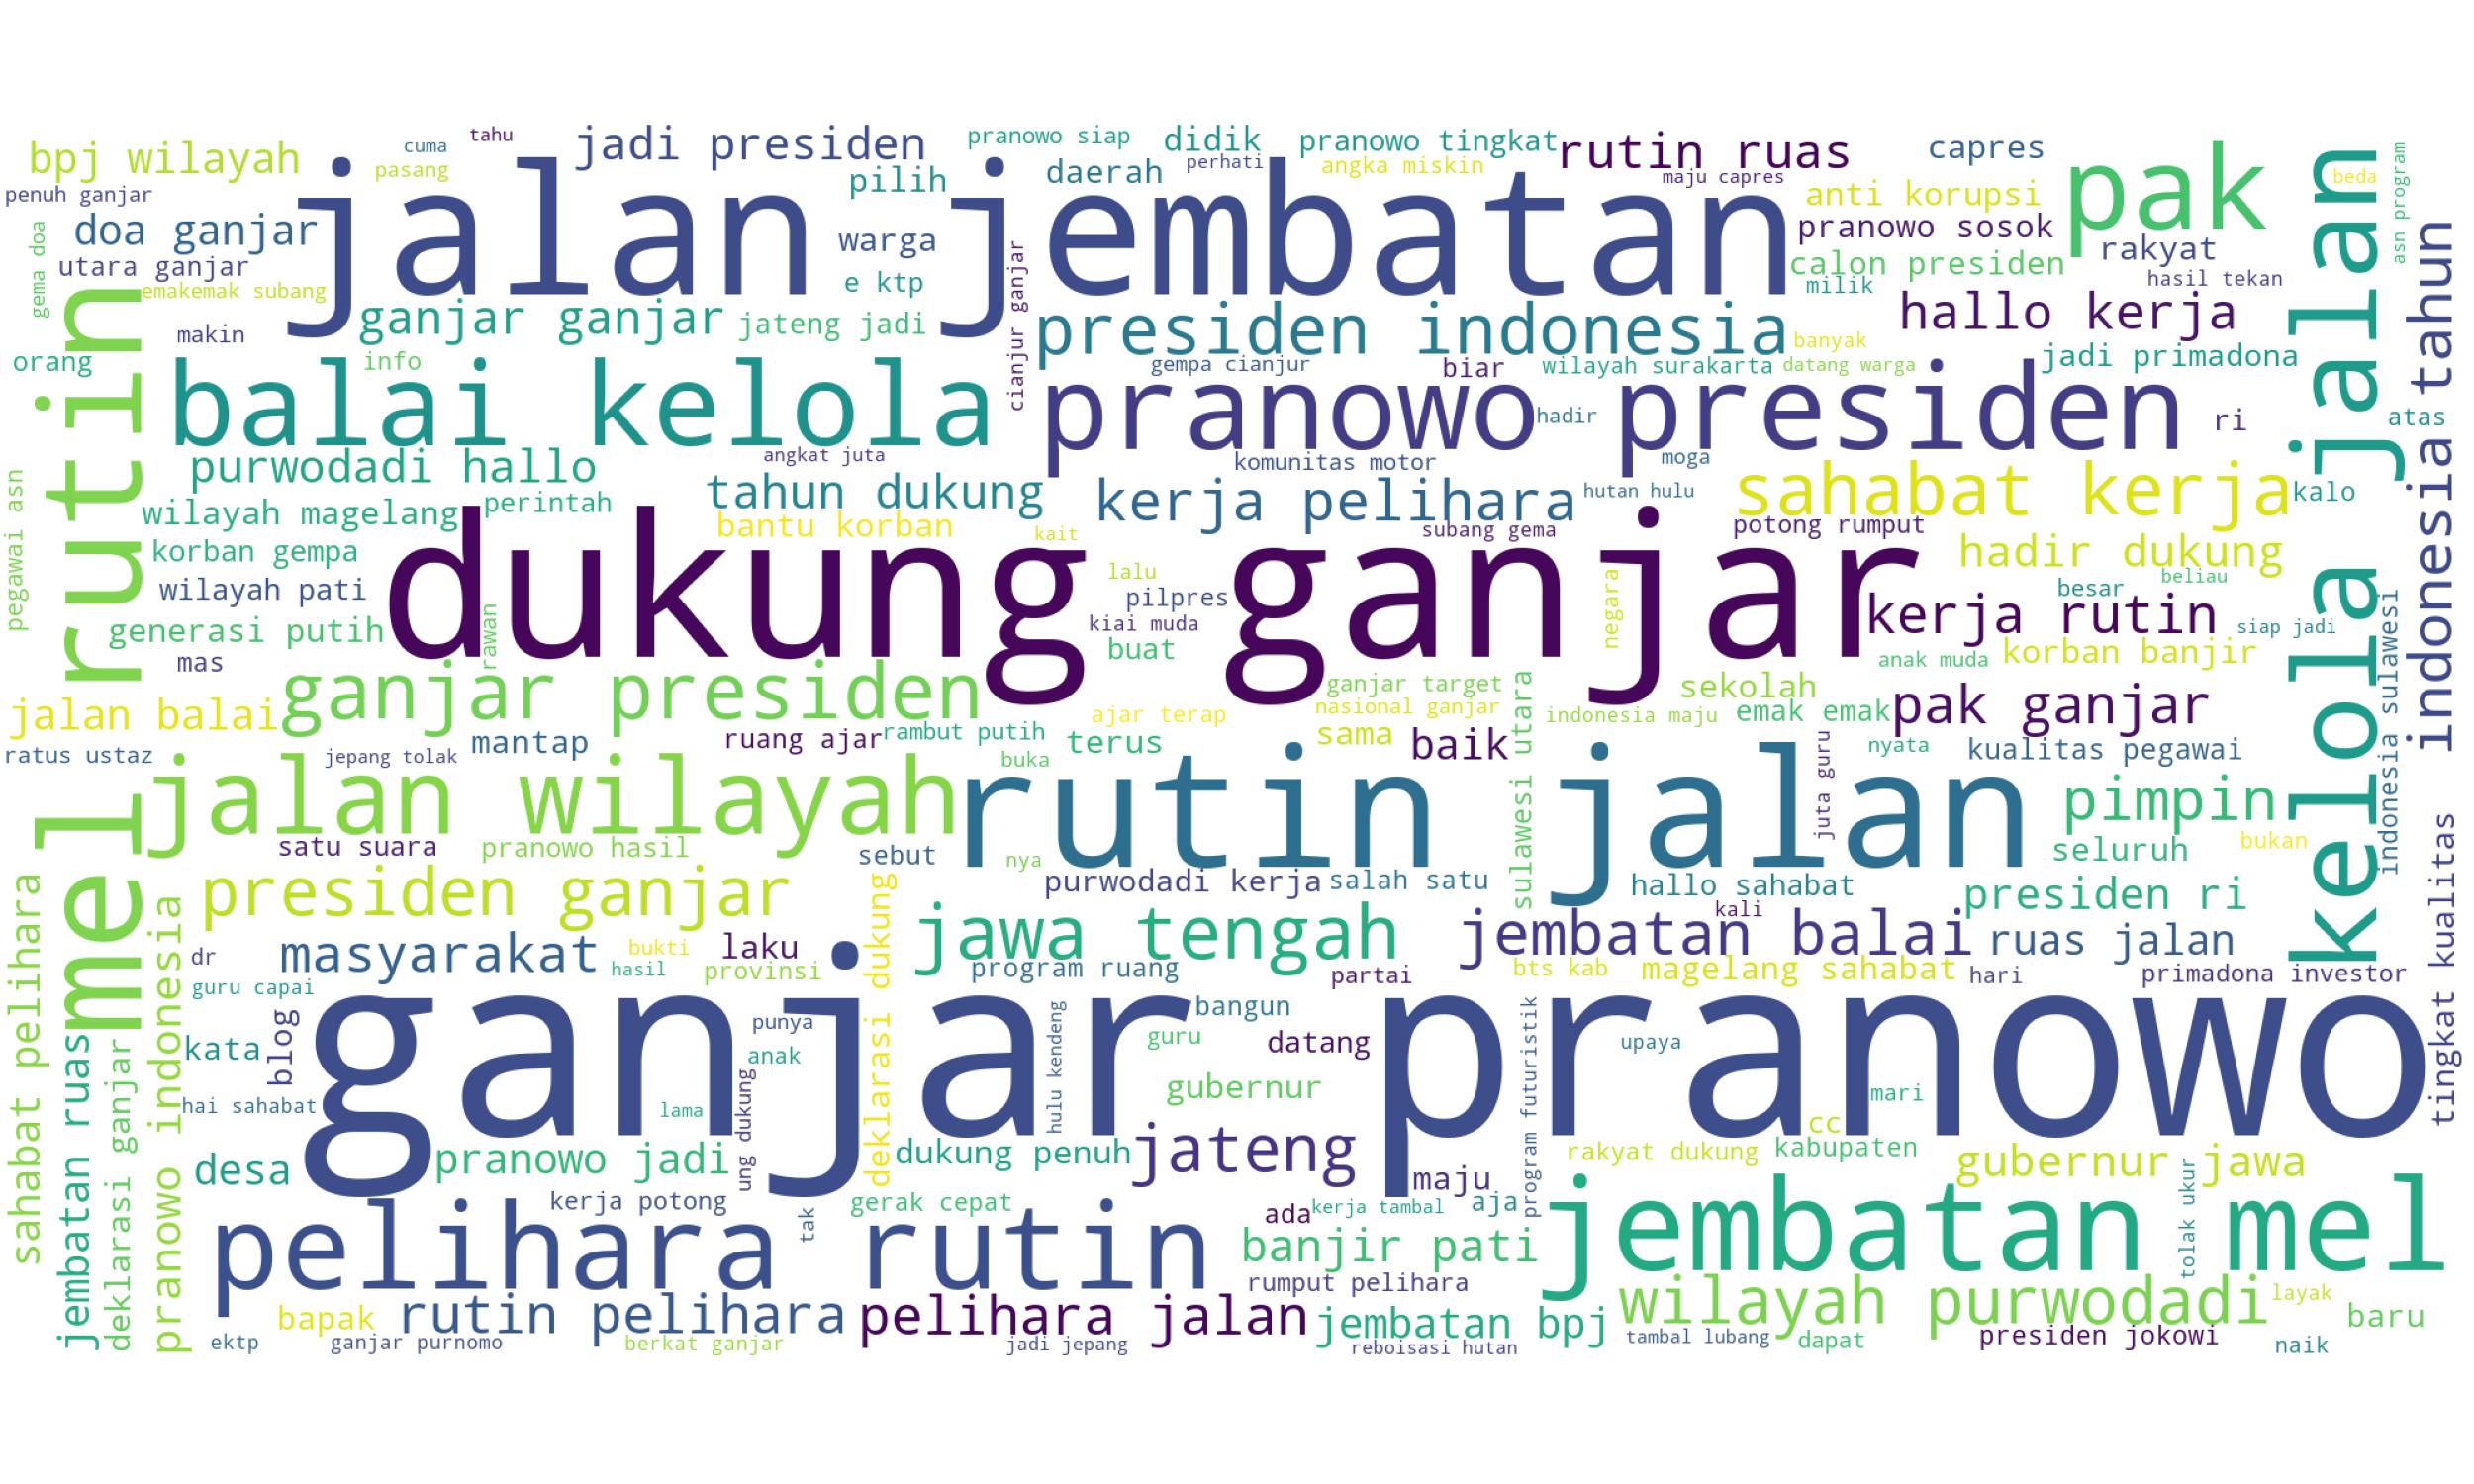 tahu
cuma
jadi presiden
pranowo siap
didik
pranowo tingkat
rutin ruas
capres
bpj wilayah
pasang
jalan jembatan
pilih
daerah
perhati
angka miskin
maju capres
anti korupsi
pak
beda
asn program
penuh ganjar
doa ganjar
warga
pranowo sosok
rakyat
utara ganjar
gema doa
emakemak subang
e ktp
calon presiden
milik
hasil tekan
makin
ganjar ganjar
jateng jadi
cianjur ganjar
presiden indonesia
hallo kerja
banyak
orang
info
gempa cianjur
biar
wilayah surakarta
datang warga
jadi primadona
rutin
balai kelola
pranowo presiden
hadir
ri
atas
kelola jalan
indonesia tahun
purwodadi hallo
angkat juta
komunitas motor
moga
wilayah magelang
perintah
tahun dukung
kerja pelihara
hutan hulu
sahabat kerja
kalo
pegawai asn
korban gempa
bantu korban
kait
subang gema
potong rumput
hadir dukung
wilayah pati
dukung ganjar
lalu
pilpres
negara
besar
beliau
generasi putih
rawan
kiai muda
kerja rutin
siap jadi
indonesia sulawesi
mas
buat
anak muda
korban banjir
jalan balai
ganjar presiden
ganjar target
nasional ganjar
sulawesi utara
sekolah
pak ganjar
ajar terap
indonesia maju
emak emak
ratus ustaz
jepang tolak
mantap
ruang ajar
rambut putih
terus
sama
baik
juta guru
nyata
kualitas pegawai
buka
mel
jalan wilayah
rutin jalan
pimpin
satu suara
pranowo hasil
sebut
nya
seluruh
bukan
tingkat kualitas
presiden ganjar
deklarasi dukung
purwodadi kerja
salah satu
hallo sahabat
presiden ri
sahabat pelihara
pranowo indonesia
masyarakat
bukti
laku
jawa tengah
kali
jembatan balai
ruas jalan
dr
hasil
provinsi
program ruang
partai
bts kab
magelang sahabat
hari
primadona investor
guru capai
ganjar pranowo
jembatan ruas
deklarasi ganjar
kata
blog
punya
anak
hulu kendeng
bangun
guru
datang
program futuristik
upaya
hai sahabat
lama
ung dukung
gubernur
mari
cc
desa
pranowo jadi
dukung penuh
jateng
maju
rakyat dukung
kabupaten
gubernur jawa
tolak ukur
kerja potong
tak
gerak cepat
ada
kerja tambal
aja
pelihara rutin
banjir pati
jembatan mel
rumput pelihara
bapak
rutin pelihara
pelihara jalan
jembatan bpj
wilayah purwodadi
layak
baru
ektp
ganjar purnomo
berkat ganjar
jadi jepang
reboisasi hutan
tambal lubang
dapat
presiden jokowi
naik